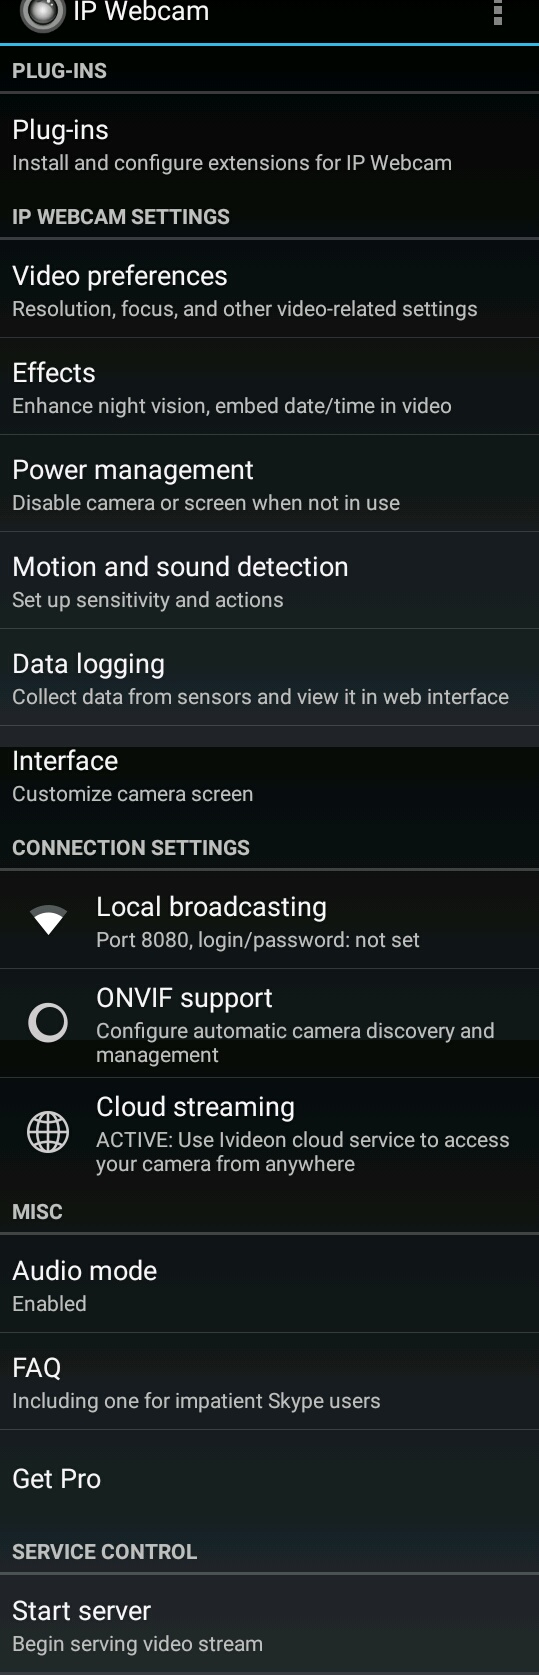 IP Webcam
PLUG-INS
Plug-ins
Install and configure extensions for IP Webcam
IP WEBCAM SETTINGS
Video preferences
Resolution, focus, and other video-related settings
Effects
Enhance night vision, embed date/time in video
Power management
Disable camera or screen when not in use
Motion and sound detection
Set up sensitivity and actions
Data logging
Collect data from sensors and view it in web interface
Interface
Customize camera screen
CONNECTION SETTINGS
Local broadcasting
Port 8080, login/password: not set
ONVIF support
Configure automatic camera discovery and
management
Cloud streaming
ACTIVE: Use Ivideon cloud service to access
your camera from anywhere
MISC
Audio mode
Enabled
FAQ
Including one for impatient Skype users
Get Pro
SERVICE CONTROL
Start server
Begin serving video stream